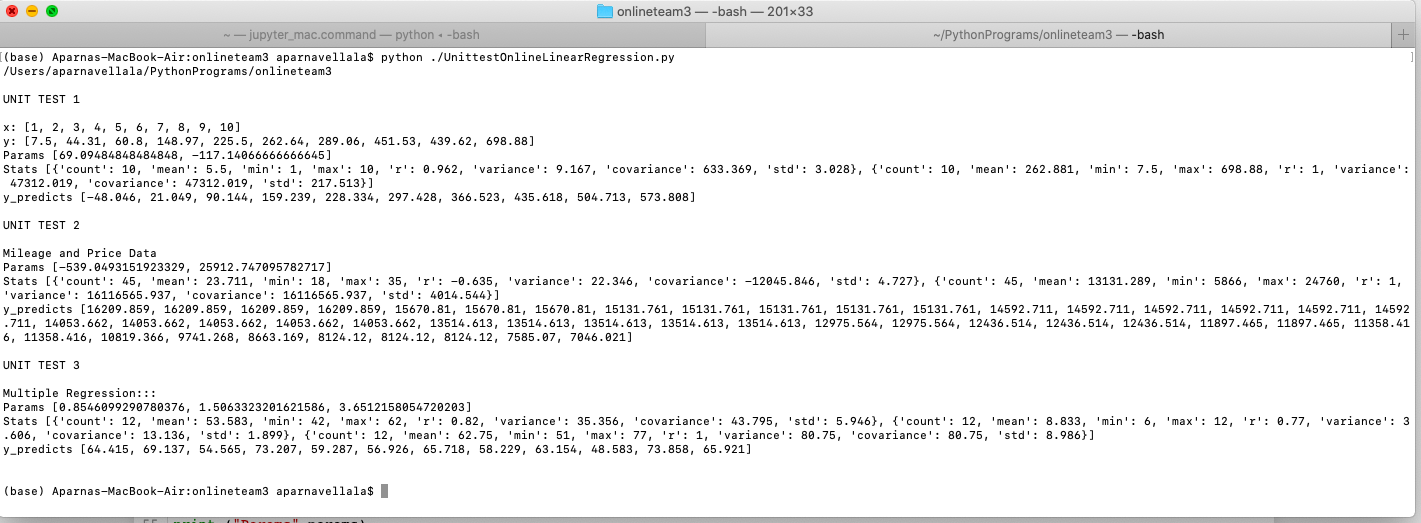 onlineteam3 — -bash — 201×33
~ — jupyter_mac.command — python ◂ -bash
~/PythonPrograms/onlineteam3 — -bash
(base) Aparnas-MacBook-Air:onlineteam3 aparnavellala$ python ./UnittestOnlineLinearRegression.py
/Users/aparnavellala/PythonPrograms/onlineteam3
UNIT TEST 1
x: [1, 2, 3, 4, 5, 6, 7, 8, 9, 10]
y: [7.5, 44.31, 60.8, 148.97, 225.5, 262.64, 289.06, 451.53, 439.62, 698.88]
Params [69.09484848484848, -117.14066666666645]
Stats [{'count': 10, 'mean': 5.5, 'min': 1, 'max': 10, 'r': 0.962, 'variance': 9.167, 'covariance': 633.369, 'std': 3.028}, {'count': 10, 'mean': 262.881, 'min': 7.5, 'max': 698.88, 'r': 1, 'variance':
47312.019, 'covariance': 47312.019, 'std': 217.513}]
y_predicts [-48.046, 21.049, 90.144, 159.239, 228.334, 297.428, 366.523, 435.618, 504.713, 573.808]
UNIT TEST 2
Mileage and Price Data
Params [-539.0493151923329, 25912.747095782717]
Stats [{'count': 45, 'mean': 23.711, 'min': 18, 'max': 35, 'r': -0.635, 'variance': 22.346, 'covariance': -12045.846, 'std': 4.727}, {'count': 45, 'mean': 13131.289, 'min': 5866, 'max': 24760, 'r': 1,
'variance': 16116565.937, 'covariance': 16116565.937, 'std': 4014.544}]
y_predicts [16209.859, 16209.859, 16209.859, 16209.859, 15670.81, 15670.81, 15670.81, 15131.761, 15131.761, 15131.761, 15131.761, 15131.761, 14592.711, 14592.711, 14592.711, 14592.711, 14592.711, 14592
.711, 14053.662, 14053.662, 14053.662, 14053.662, 14053.662, 13514.613, 13514.613, 13514.613, 13514.613, 13514.613, 12975.564, 12975.564, 12436.514, 12436.514, 12436.514, 11897.465, 11897.465, 11358.41
6, 11358.416, 10819.366, 9741.268, 8663.169, 8124.12, 8124.12, 8124.12, 7585.07, 7046.021]
UNIT TEST 3
Multiple Regression:::
Params [0.8546099290780376, 1.5063323201621586, 3.6512158054720203]
Stats [{'count': 12, 'mean': 53.583, 'min': 42, 'max': 62, 'r': 0.82, 'variance': 35.356, 'covariance': 43.795, 'std': 5.946}, {'count': 12, 'mean': 8.833, 'min': 6, 'max': 12, 'r': 0.77, 'variance': 3
.606, 'covariance': 13.136, 'std': 1.899}, {'count': 12, 'mean': 62.75, 'min': 51, 'max': 77, 'r': 1, 'variance': 80.75, 'covariance': 80.75, 'std': 8.986}]
y_predicts [64.415, 69.137, 54.565, 73.207, 59.287, 56.926, 65.718, 58.229, 63.154, 48.583, 73.858, 65.921]
(base) Aparnas-MacBook-Air:onlineteam3 aparnavellala$